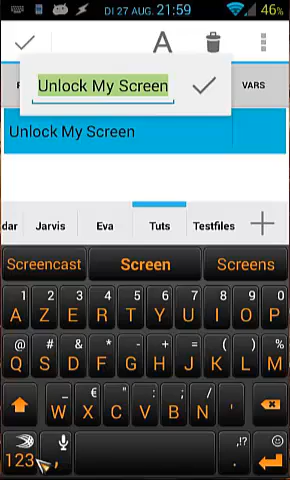 DI 27 AUG. 21:59 46%
A
Unlock My Screen
VARS
Unlock My Screen
dar Jarvis Eva Tuts Testfiles +
Screencast Screen Screens
1 2 3 4 5 6 7 8 9 0
A Z E R T Y U I O P
@ # & * - + = ( ) %
Q S D F G H J K L M
€ " : ; / /
W X C V B N '
123 , . ,!?